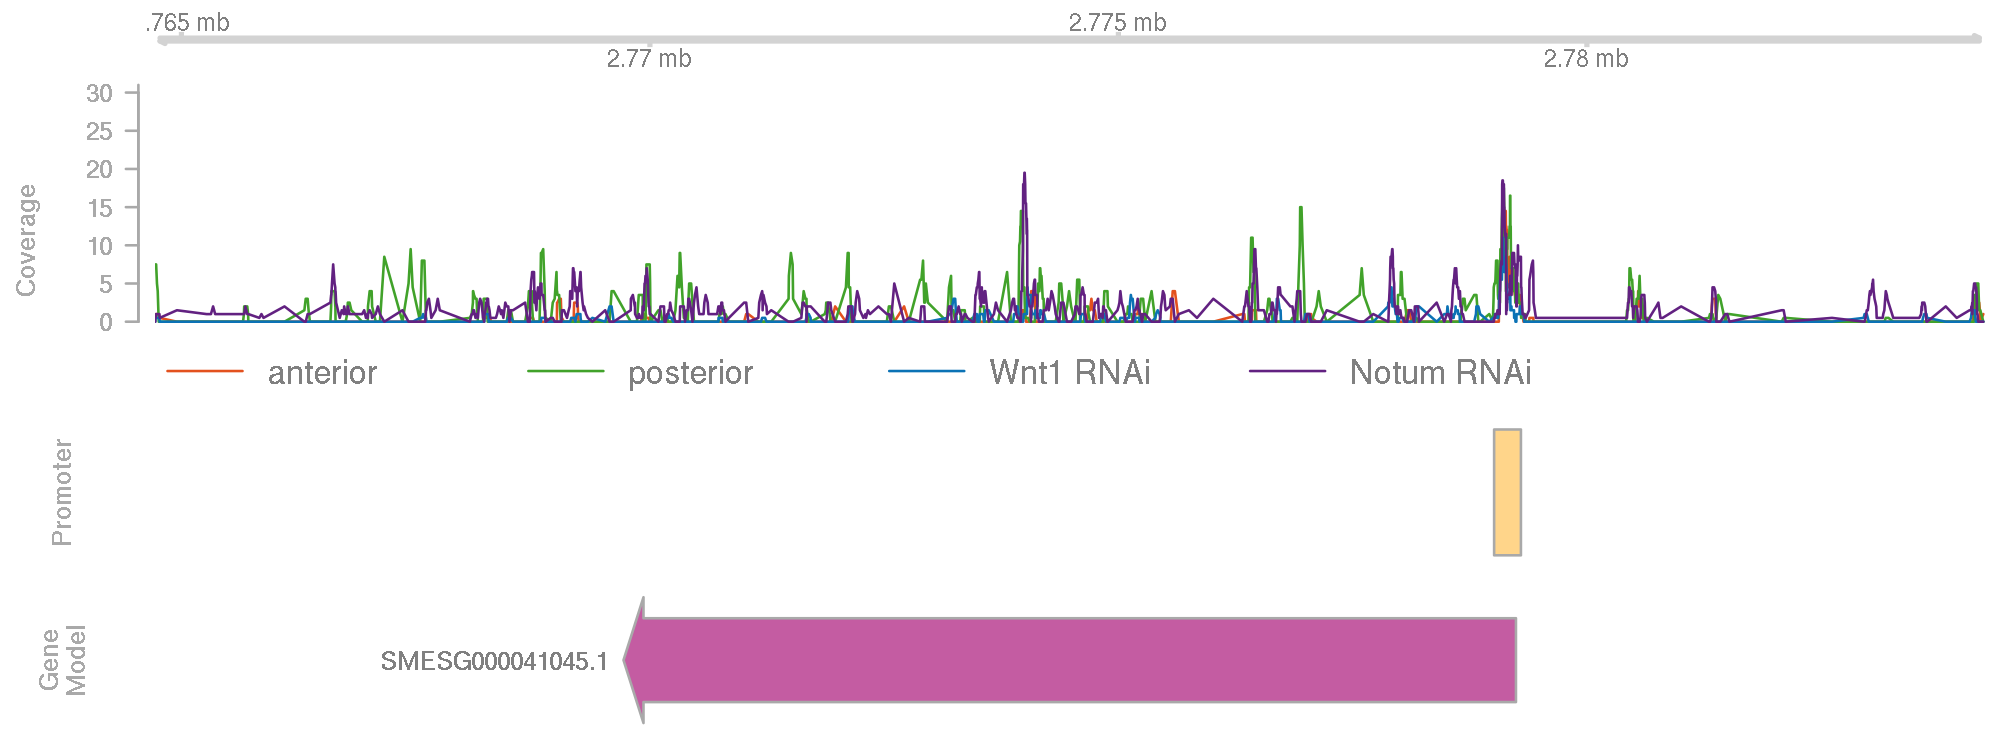 .765 mb
2.775 mb
2.77 mb
2.78 mb
Coverage
30
25
20
15
10
5
0
anterior
posterior
Wnt1 RNAi
Notum RNAi
Promoter
Gene
Model
SMESG000041045.1